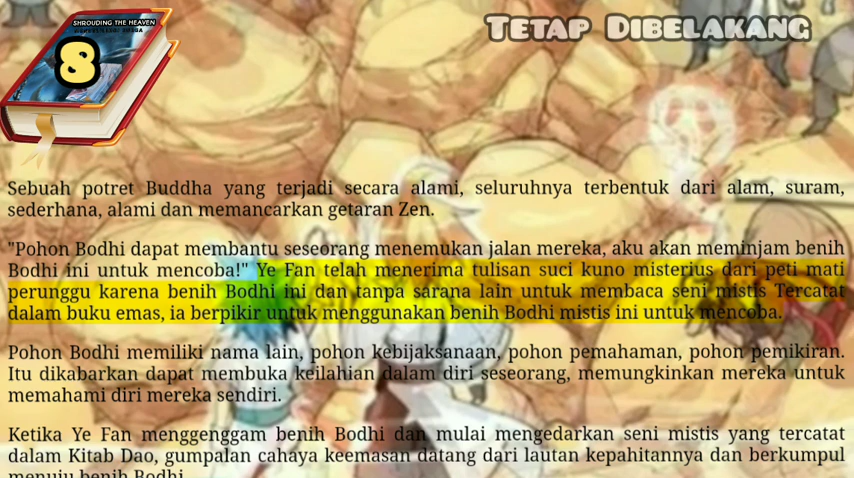 SHROUDING THE HEAVEN
8
Tetap Dibelakang
Sebuah potret Buddha yang terjadi secara alami, seluruhnya terbentuk dari alam, suram,
sederhana, alami dan memancarkan getaran Zen.
"Pohon Bodhi dapat membantu seseorang menemukan jalan mereka, aku akan meminjam benih
Bodhi ini untuk mencoba!" Ye Fan telah menerima tulisan suci kuno misterius dari peti mati
perunggu karena benih Bodhi ini dan tanpa sarana lain untuk membaca seni mistis Tercatat
dalam buku emas, ia berpikir untuk menggunakan benih Bodhi mistis ini untuk mencoba.
Pohon Bodhi memiliki nama lain, pohon kebijaksanaan, pohon pemahaman, pohon pemikiran.
Itu dikabarkan dapat membuka keilahian dalam diri seseorang, memungkinkan mereka untuk
memahami diri mereka sendiri.
Ketika Ye Fan menggenggam benih Bodhi dan mulai mengedarkan seni mistis yang tercatat
dalam Kitab Dao, gumpalan cahaya keemasan datang dari lautan kepahitannya dan berkumpul
menuju benih Bodhi.